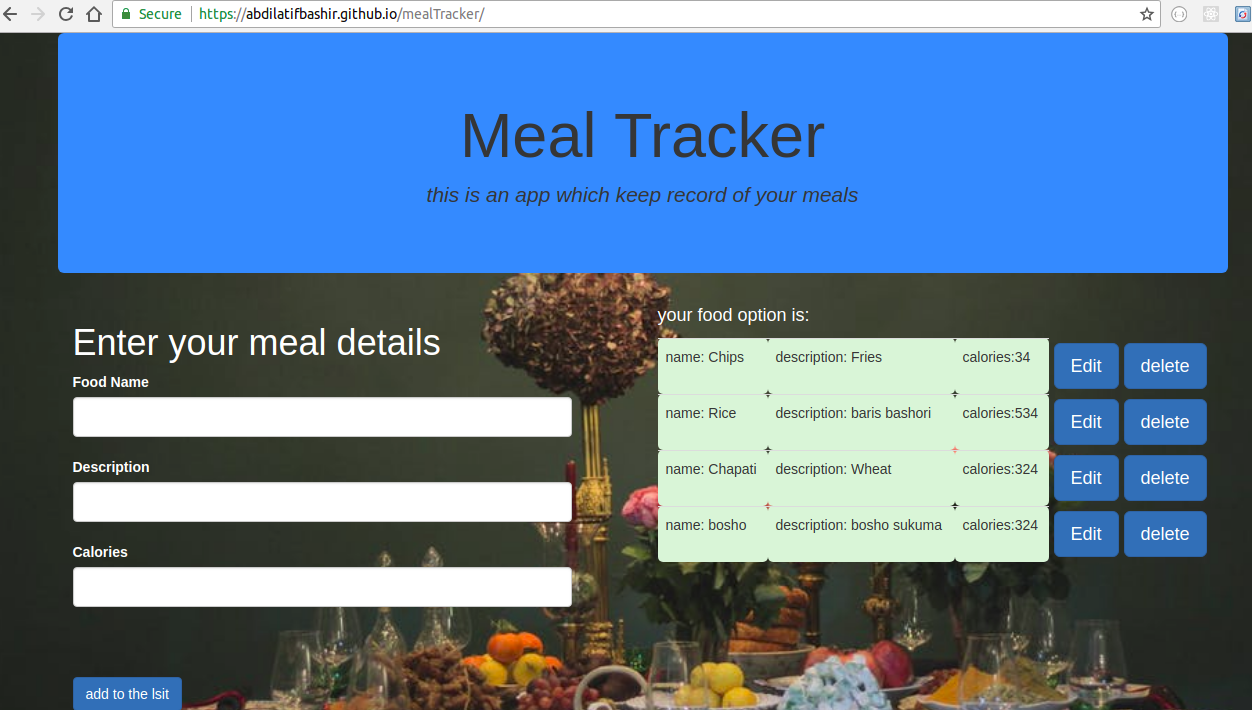 Secure https://abdilatifbashir.github.io/mealTracker/
Meal Tracker
this is an app which keep record of your meals
Enter your meal details
Food Name
Description
Calories
add to the lsit
your food option is:
name: Chips description: Fries calories:34 Edit delete
name: Rice description: baris bashori calories:534 Edit delete
name: Chapati description: Wheat calories:324 Edit delete
name: bosho description: bosho sukuma calories:324 Edit delete